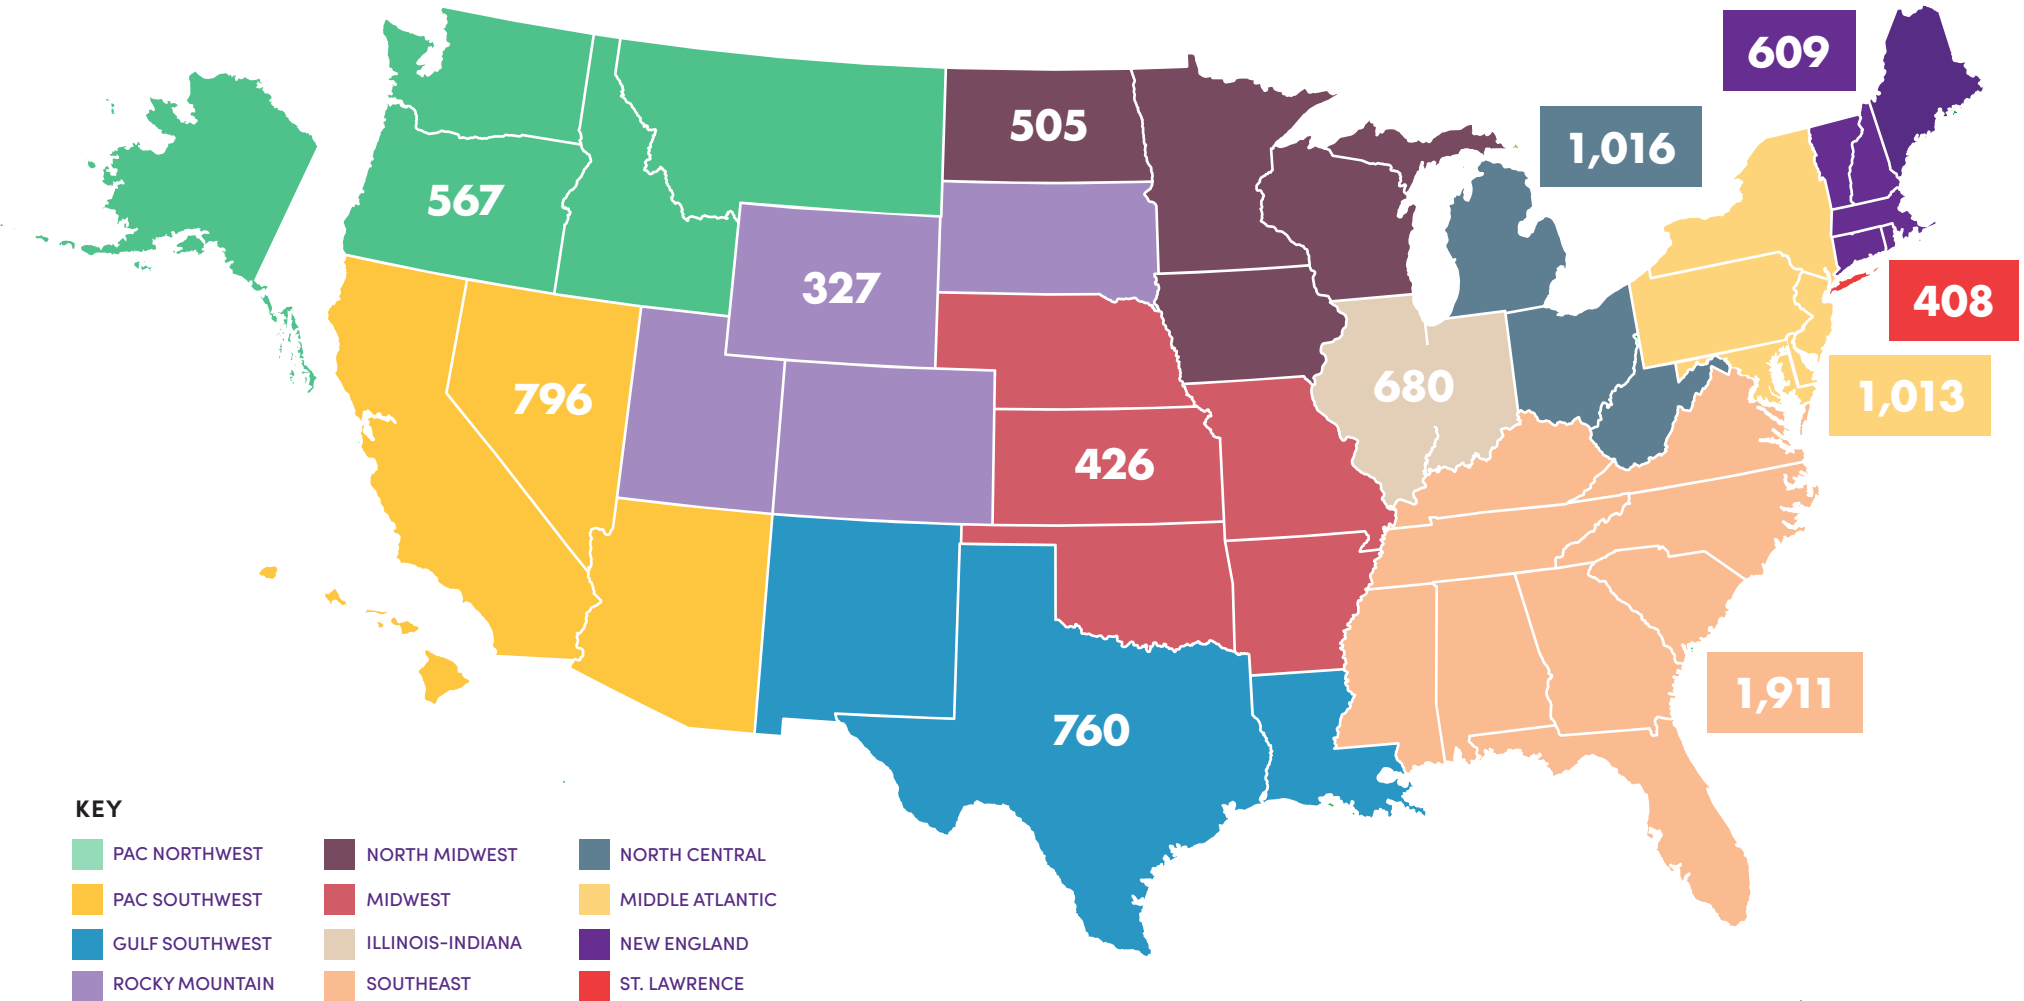 609
505
1,016
567
327
408
796
680
1,013
426
1,911
760
KEY
PAC NORTHWEST
PAC SOUTHWEST
GULF SOUTHWEST
ROCKY MOUNTAIN
NORTH MIDWEST
MIDWEST
ILLINOIS-INDIANA
SOUTHEAST
NORTH CENTRAL
MIDDLE ATLANTIC
NEW ENGLAND
ST. LAWRENCE